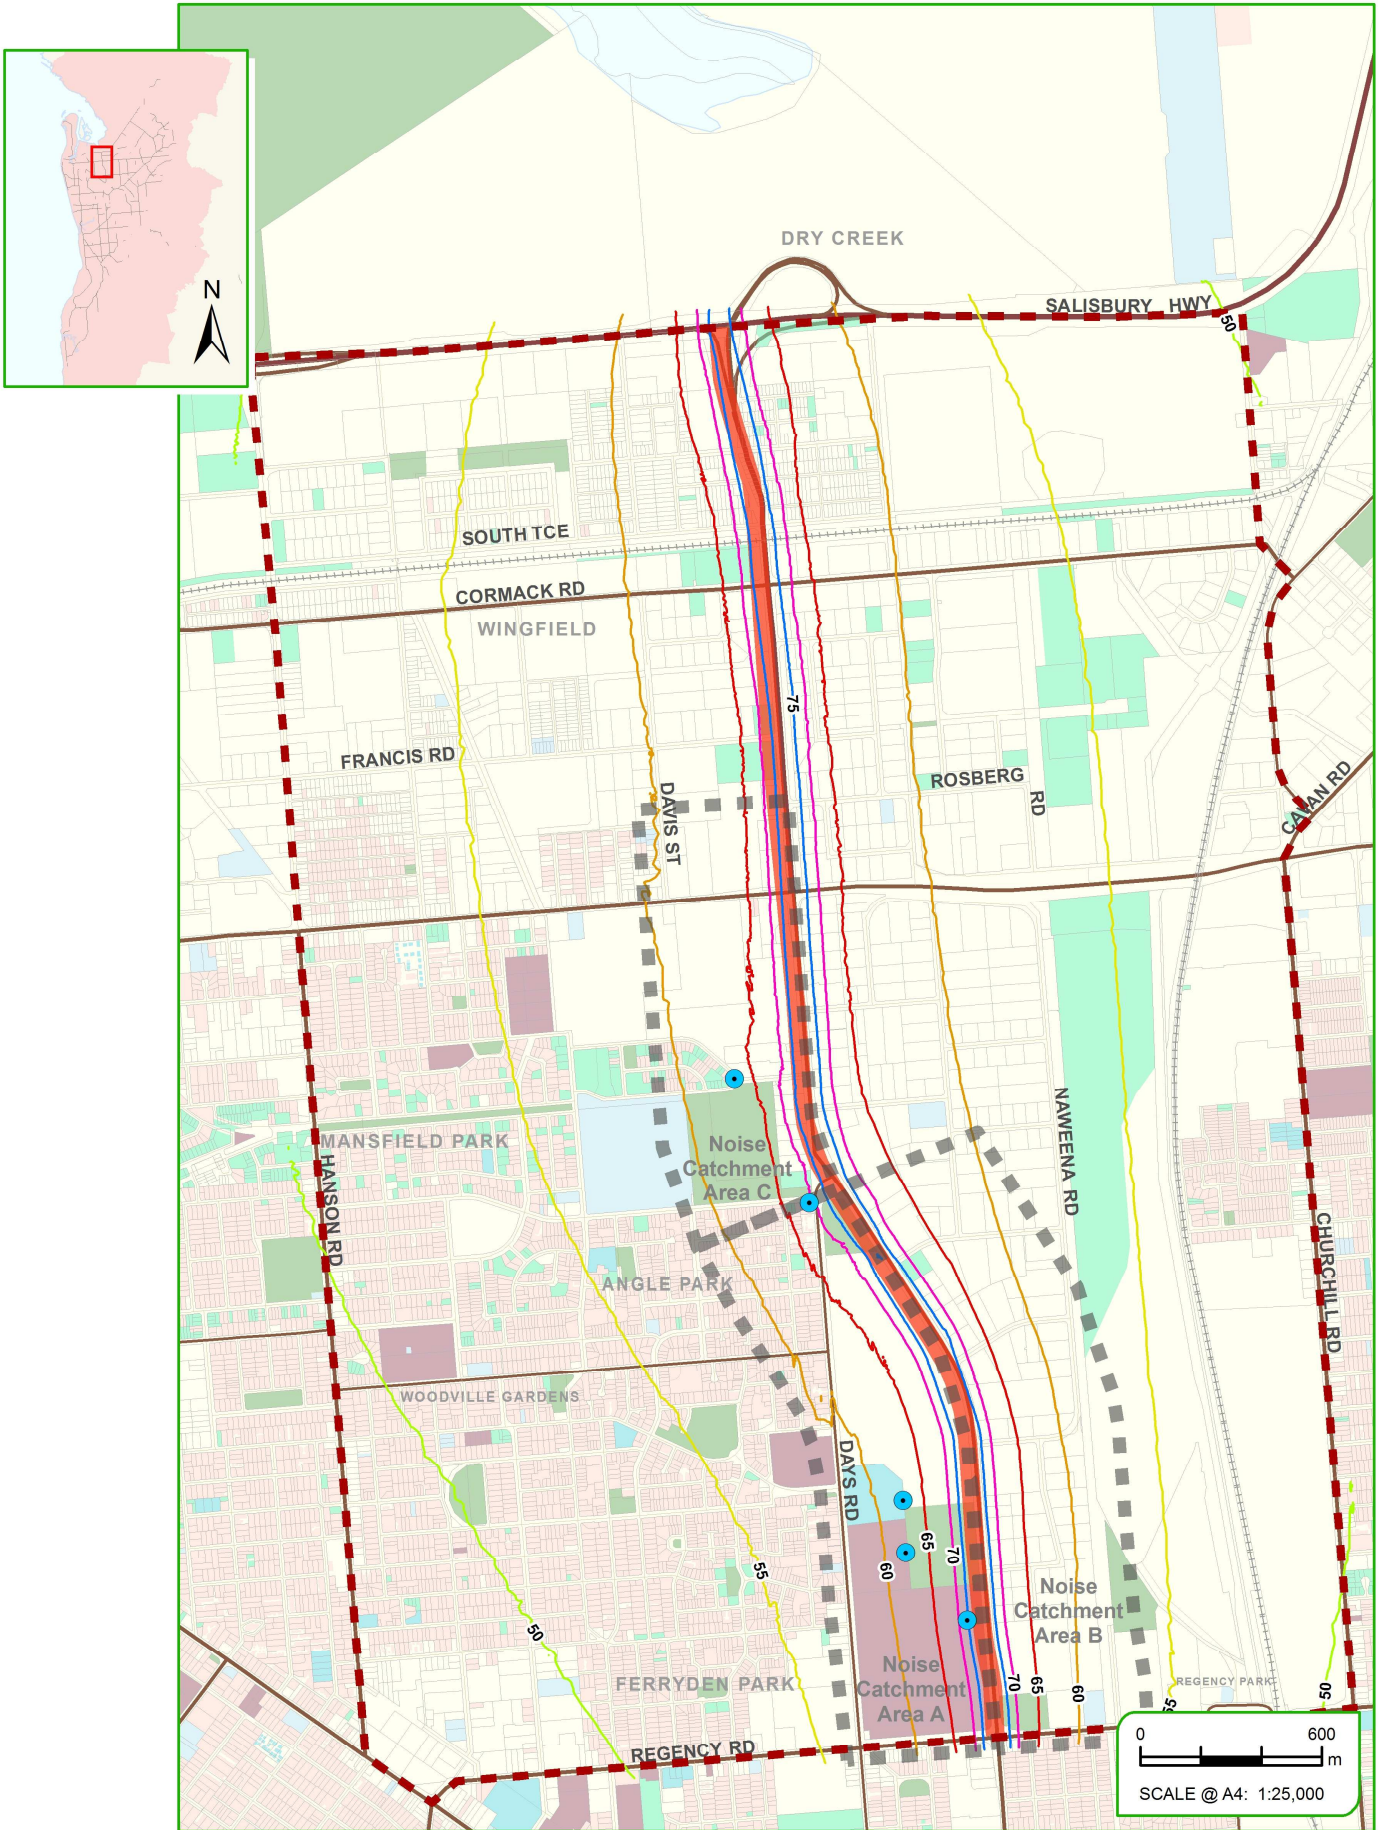 N
DRY CREEK
SALISBURY HWY
50
SOUTH TCE
CORMACK RD
WINGFIELD
75
FRANCIS RD
ROSBERG RD
DAVIS ST
CAVAN RD
NAWEENA RD
MANSFIELD PARK
HANSON RD
Noise
Catchment
Area C
CHURCHILL RD
ANGLE PARK
WOODVILLE GARDENS
DAYS RD
65
70
60
55
50
Noise
Catchment
Area B
FERRYDEN PARK
Noise
Catchment
Area A
70
65
60
55
REGENCY PARK
50
REGENCY RD
0 600
m
SCALE @ A4: 1:25,000